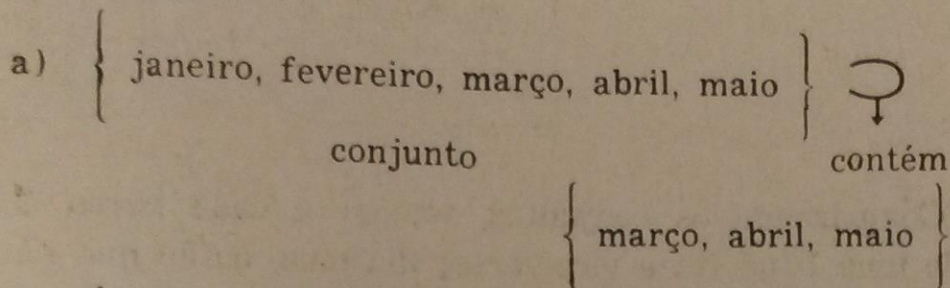 a) { janeiro, fevereiro, março, abril, maio } ⊃
conjunto contém
{ março, abril, maio }